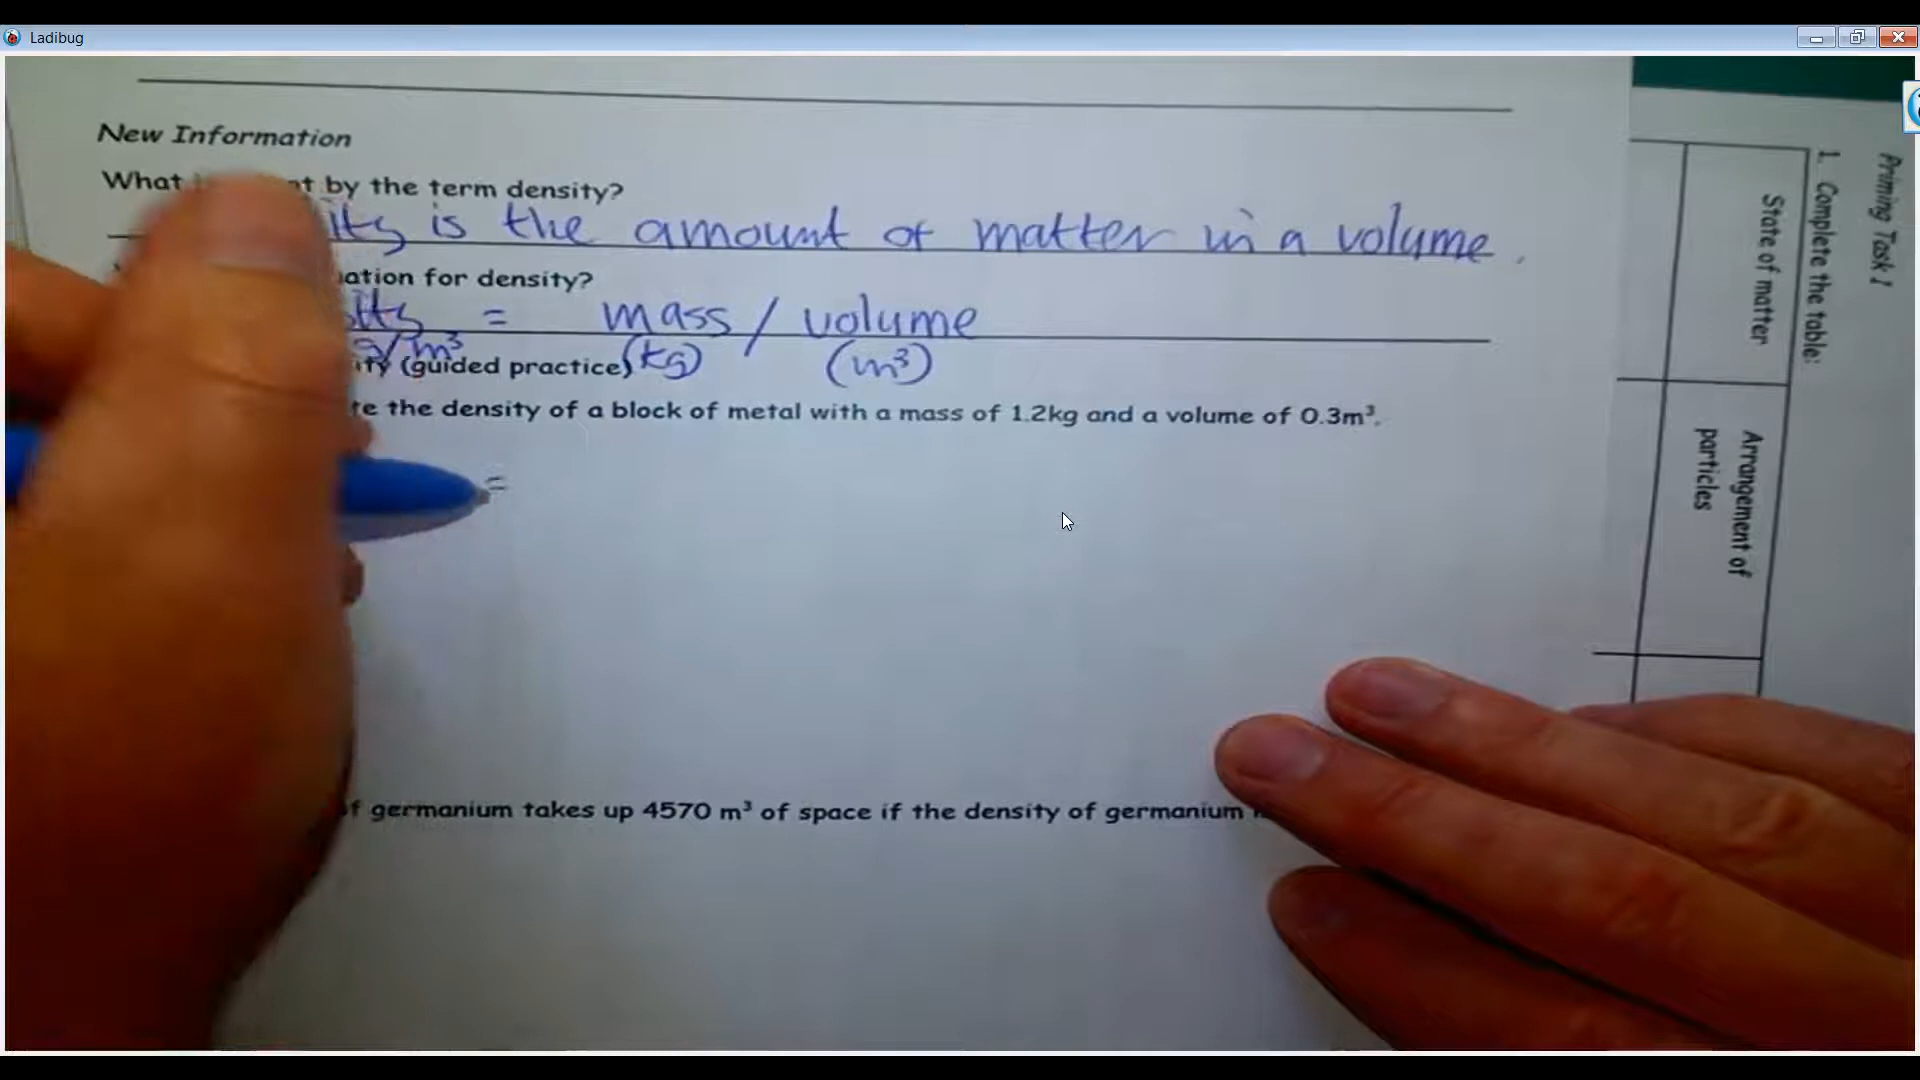 Ladibug
New Information
What by the term density?
is the amount of matter in a volume.
for density?
= mass / volume
m³ (kg) (m³)
(guided practice)
the density of a block of metal with a mass of 1.2kg and a volume of 0.3m³.
=
germanium takes up 4570 m³ of space if the density of germanium
Priming Task 1
1. Complete the table:
State of matter
Arrangement of
particles